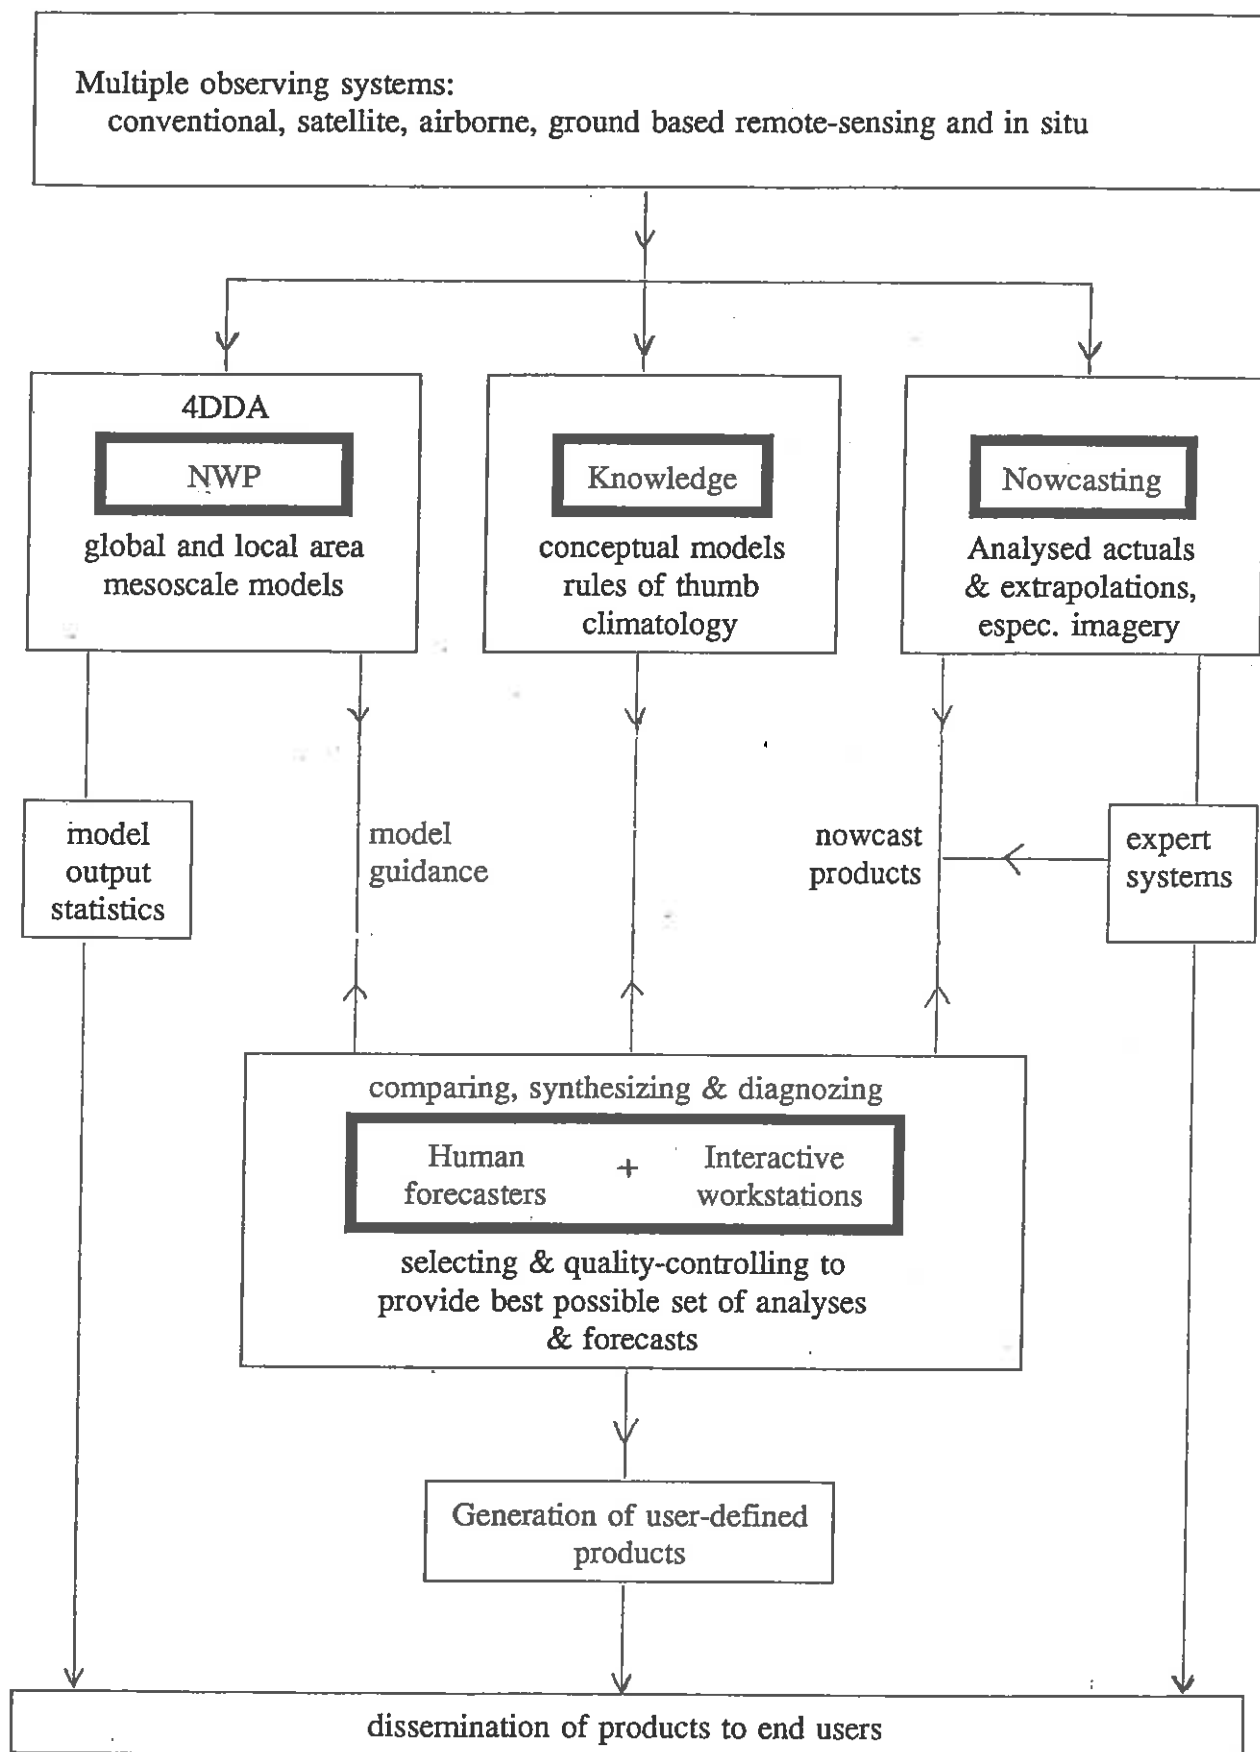 Multiple observing systems:
conventional, satellite, airborne, ground based remote-sensing and in situ
4DDA
NWP
global and local area
mesoscale models
Knowledge
conceptual models
rules of thumb
climatology
Nowcasting
Analysed actuals
& extrapolations,
espec. imagery
model
output
statistics
model
guidance
nowcast
products
expert
systems
comparing, synthesizing & diagnozing
Human
forecasters
+
Interactive
workstations
selecting & quality-controlling to
provide best possible set of analyses
& forecasts
Generation of user-defined
products
dissemination of products to end users